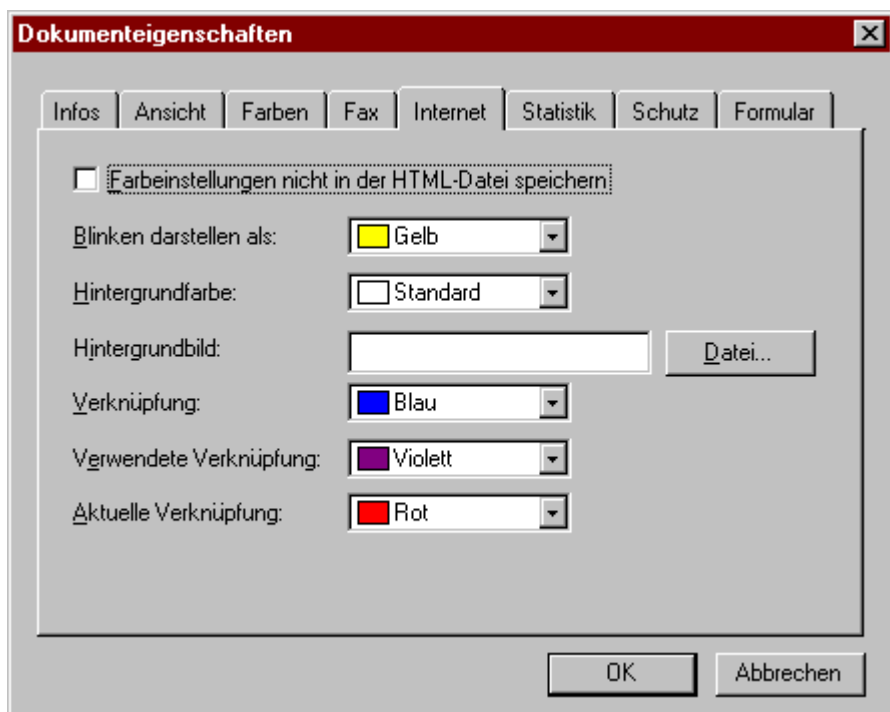 Dokumenteigenschaften
Infos Ansicht Farben Fax Internet Statistik Schutz Formular
Farbeinstellungen nicht in der HTML-Datei speichern
Blinken darstellen als: Gelb
Hintergrundfarbe: Standard
Hintergrundbild: Datei...
Verknüpfung: Blau
Verwendete Verknüpfung: Violett
Aktuelle Verknüpfung: Rot
OK Abbrechen